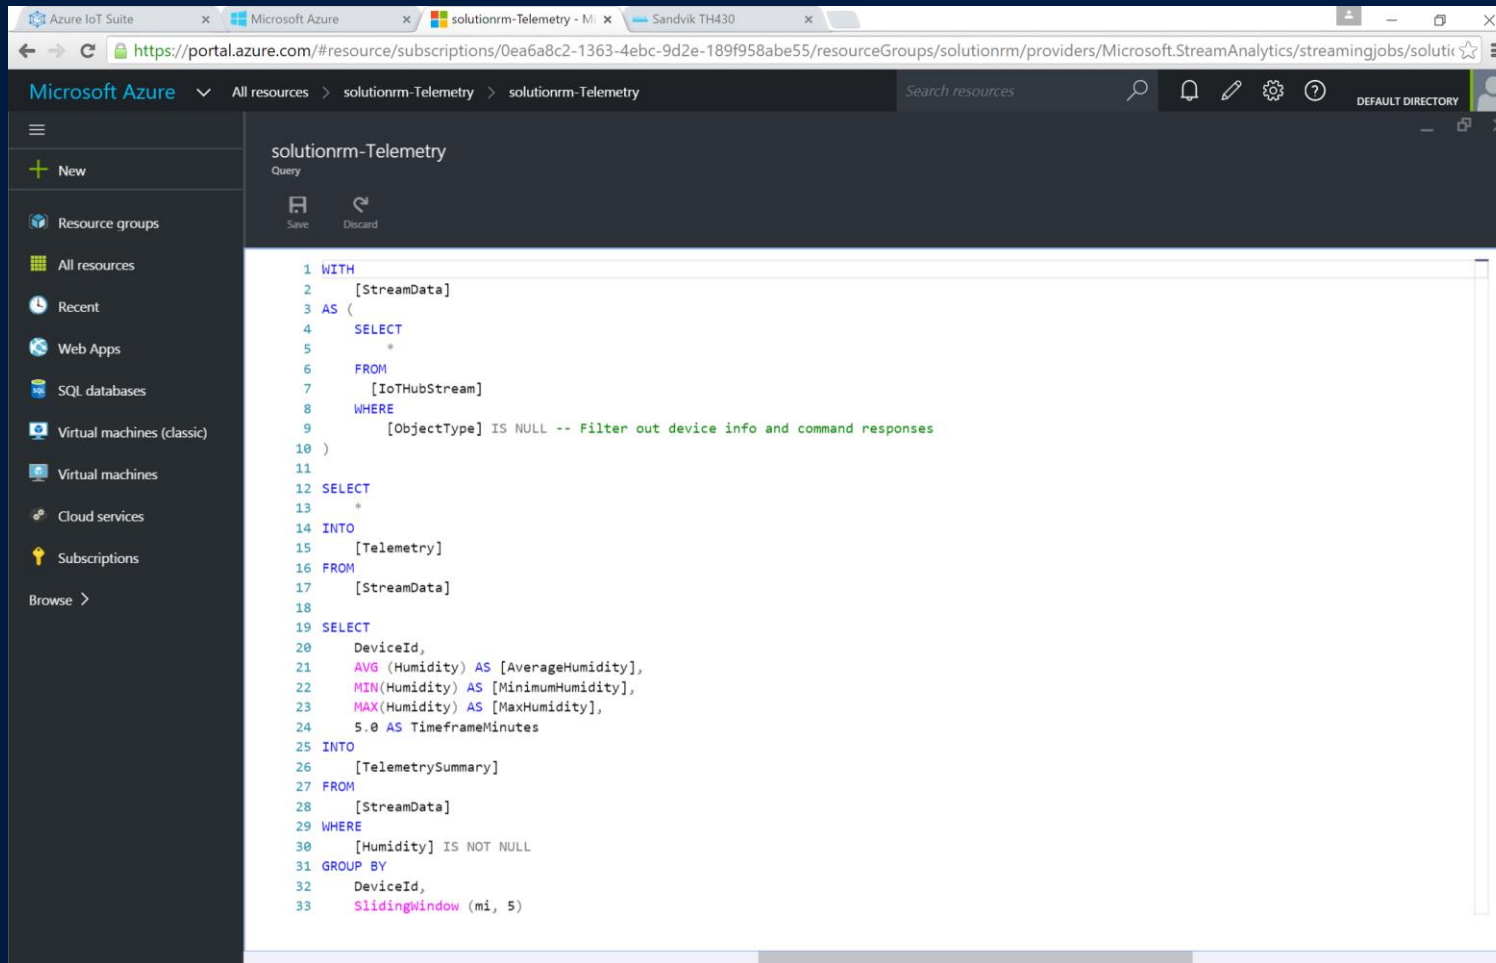 Azure IoT Suite
Microsoft Azure
solutionrm-Telemetry - Mi
Sandvik TH430
https://portal.azure.com/#resource/subscriptions/0ea6a8c2-1363-4ebc-9d2e-189f958abe55/resourceGroups/solutionrm/providers/Microsoft.StreamAnalytics/streamingjobs/soluti
Microsoft Azure All resources > solutionrm-Telemetry > solutionrm-Telemetry
Search resources
DEFAULT DIRECTORY
solutionrm-Telemetry
Query
Save Discard
New
Resource groups
All resources
Recent
Web Apps
SQL databases
Virtual machines (classic)
Virtual machines
Cloud services
Subscriptions
Browse >
1 WITH
2 [StreamData]
3 AS (
4 SELECT
5 *
6 FROM
7 [IoTHubStream]
8 WHERE
9 [ObjectType] IS NULL -- Filter out device info and command responses
10 )
11
12 SELECT
13 *
14 INTO
15 [Telemetry]
16 FROM
17 [StreamData]
18
19 SELECT
20 DeviceId,
21 AVG (Humidity) AS [AverageHumidity],
22 MIN(Humidity) AS [MinimumHumidity],
23 MAX(Humidity) AS [MaxHumidity],
24 5.0 AS TimeframeMinutes
25 INTO
26 [TelemetrySummary]
27 FROM
28 [StreamData]
29 WHERE
30 [Humidity] IS NOT NULL
31 GROUP BY
32 DeviceId,
33 SlidingWindow (mi, 5)